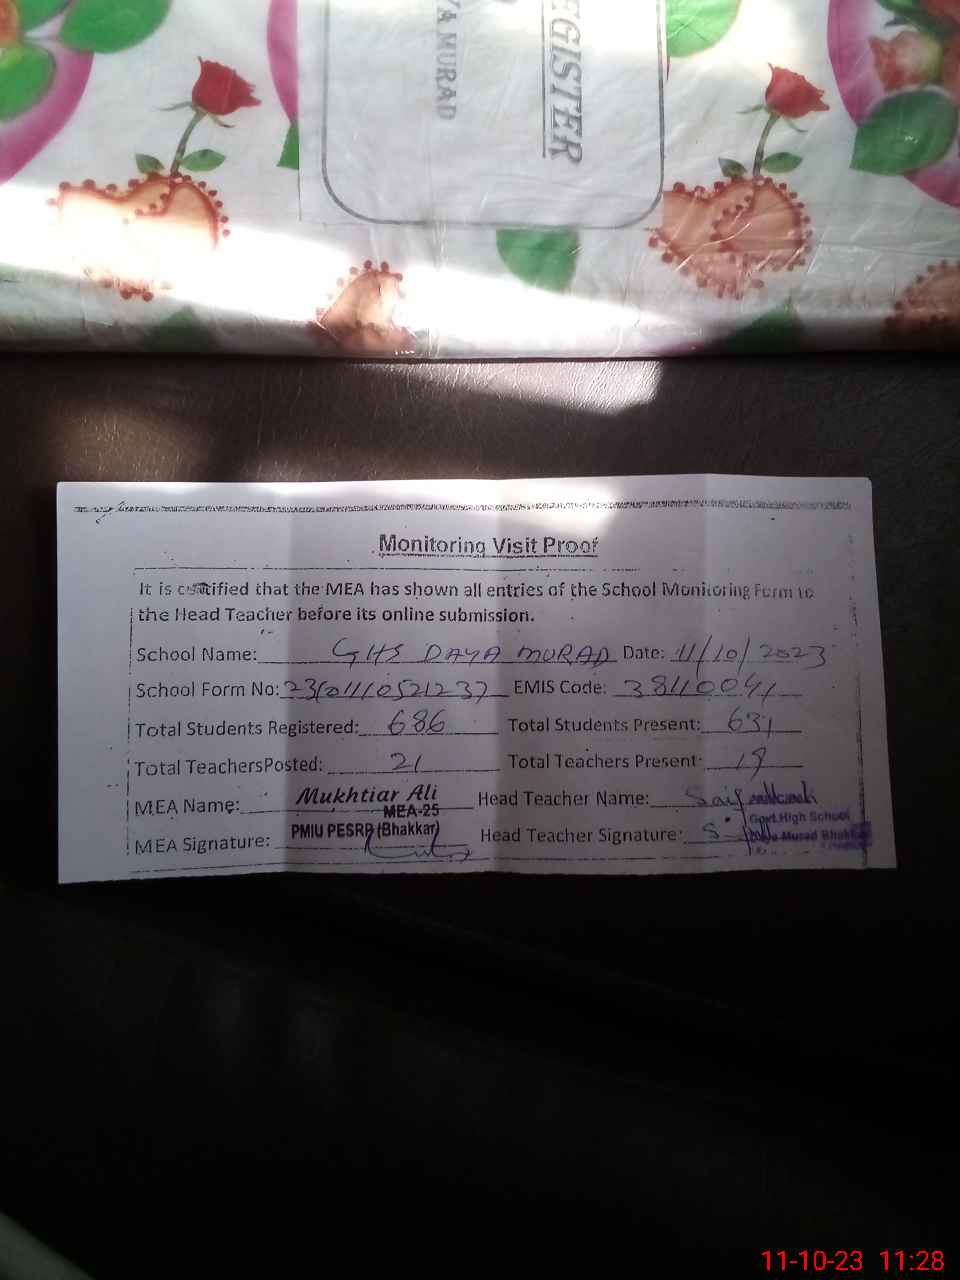 EGISTER
YA MURAD
Monitoring Visit Proof
It is certified that the MEA has shown all entries of the School Monitoring Form to
the Head Teacher before its online submission.
School Name: GHS DAYA MURAD Date: 11/10/2023
School Form No: EMIS Code: 38110041
Total Students Registered: 686 Total Students Present: 631
Total TeachersPosted: 21 Total Teachers Present: 19
MEA Name: Mukhtiar Ali Head Teacher Name:
MEA-25
Govt.High School
MEA Signature: PMIU PESRP (Bhakkar) Head Teacher Signature:
Murad Bhakkar
11-10-23 11:28